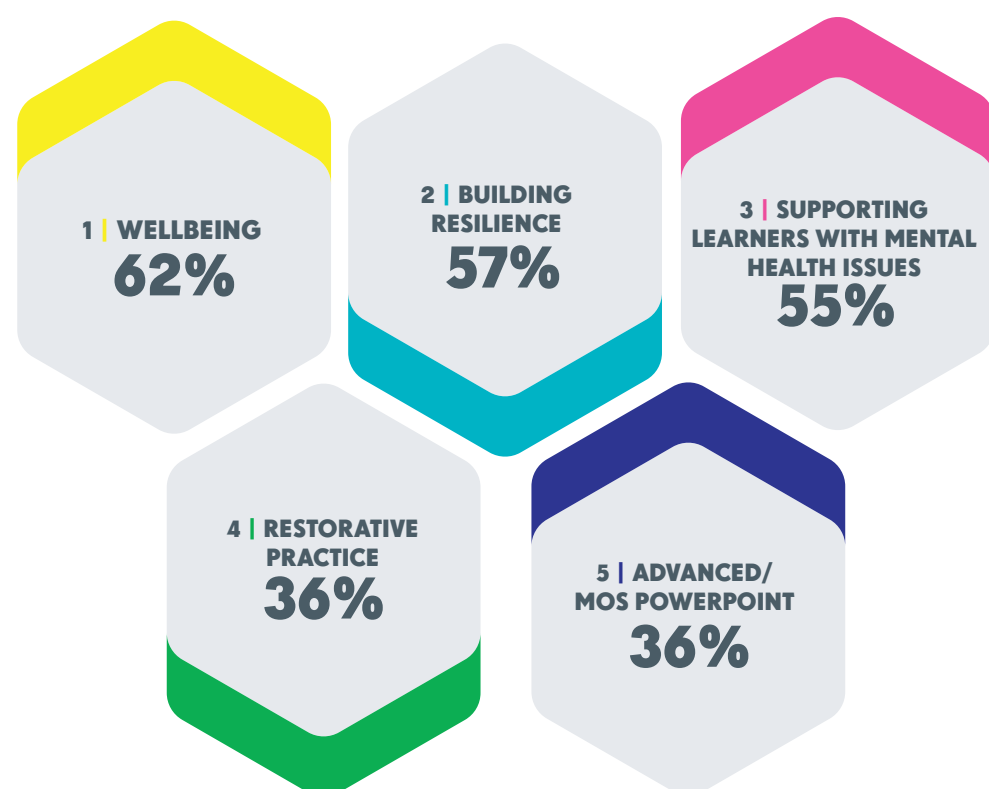 1 | WELLBEING
62%
2 | BUILDING
RESILIENCE
57%
3 | SUPPORTING
LEARNERS WITH MENTAL
HEALTH ISSUES
55%
4 | RESTORATIVE
PRACTICE
36%
5 | ADVANCED/
MOS POWERPOINT
36%